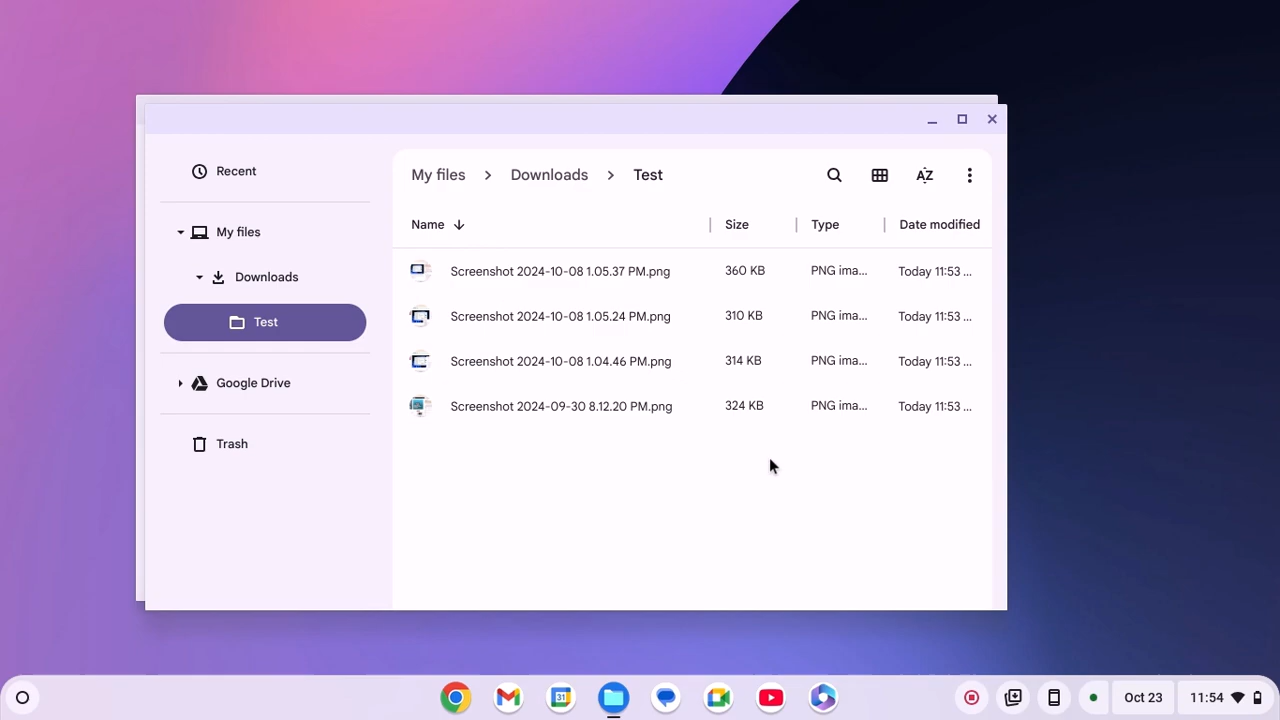 Recent
My files
Downloads
Test
Google Drive
Trash
My files > Downloads > Test
AZ
Name Size Type Date modified
Screenshot 2024-10-08 1.05.37 PM.png 360 KB PNG ima... Today 11:53 ...
Screenshot 2024-10-08 1.05.24 PM.png 310 KB PNG ima... Today 11:53 ...
Screenshot 2024-10-08 1.04.46 PM.png 314 KB PNG ima... Today 11:53 ...
Screenshot 2024-09-30 8.12.20 PM.png 324 KB PNG ima... Today 11:53 ...
31
Oct 23 11:54